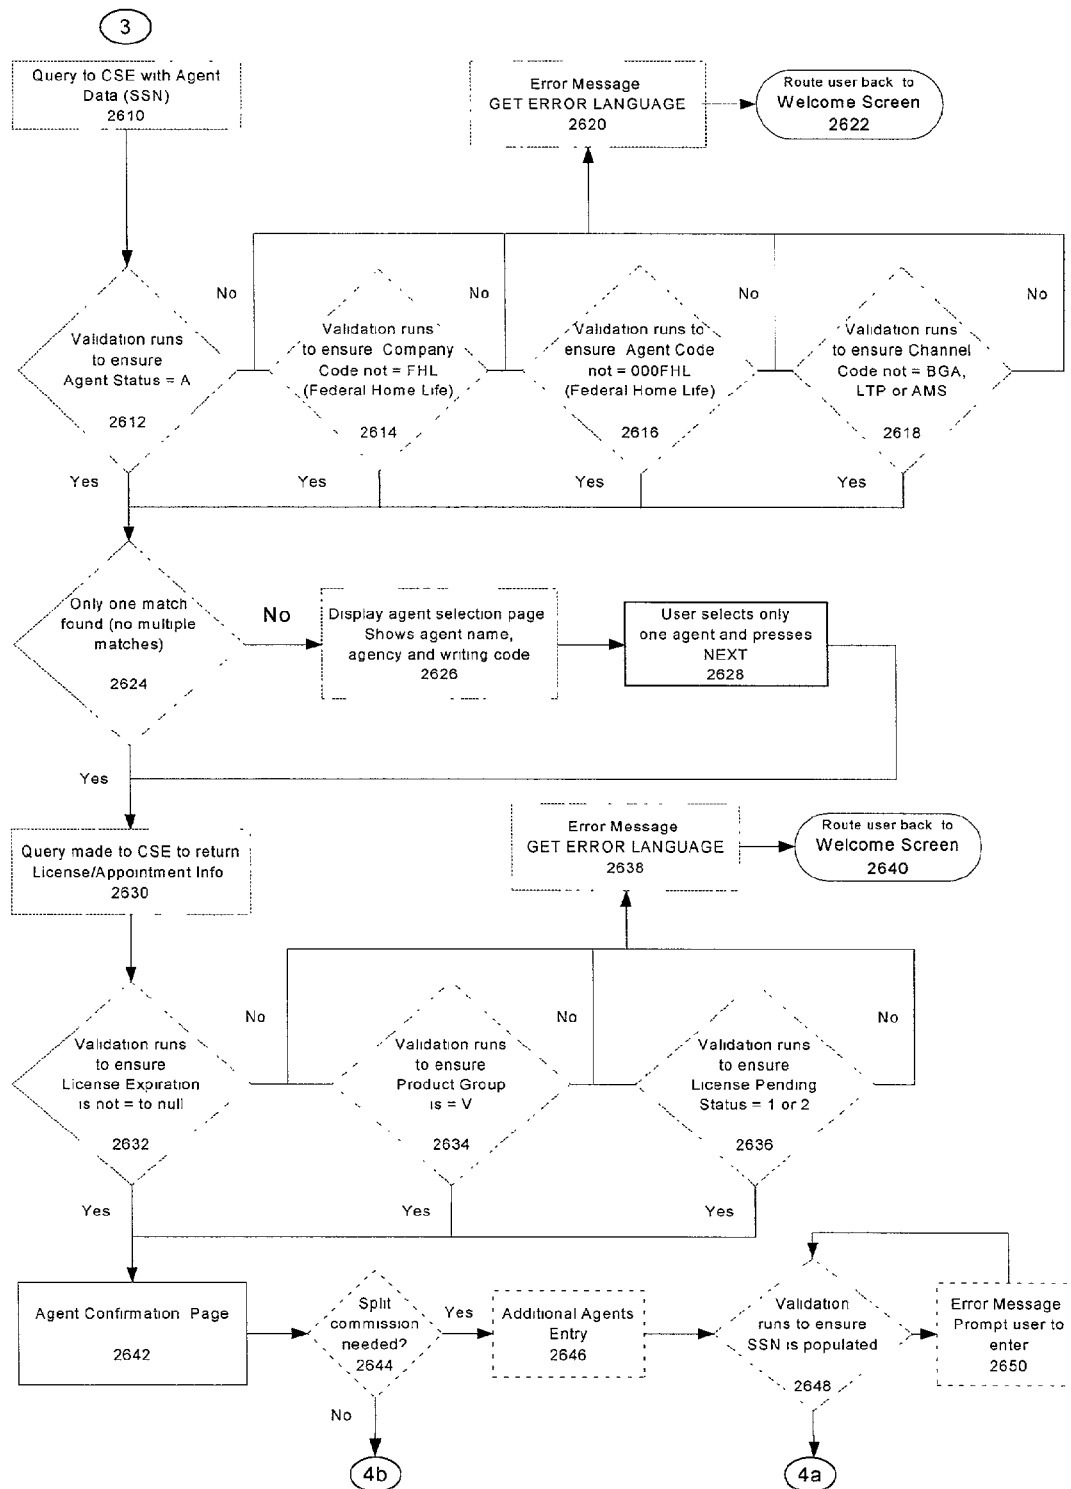 3
Query to CSE with Agent
Data (SSN)
2610
Error Message
GET ERROR LANGUAGE
2620
Route user back to
Welcome Screen
2622
No
No
No
No
Validation runs
to ensure
Agent Status = A
2612
Validation runs
to ensure Company
Code not = FHL
(Federal Home Life)
2614
Validation runs to
ensure Agent Code
not = 000FHL
(Federal Home Life)
2616
Validation runs
to ensure Channel
Code not = BGA,
LTP or AMS
2618
Yes
Yes
Yes
Yes
Only one match
found (no multiple
matches)
2624
No
Display agent selection page
Shows agent name,
agency and writing code
2626
User selects only
one agent and presses
NEXT
2628
Yes
Query made to CSE to return
License/Appointment Info
2630
Error Message
GET ERROR LANGUAGE
2638
Route user back to
Welcome Screen
2640
No
No
No
Validation runs
to ensure
License Expiration
is not = to null
2632
Validation runs
to ensure
Product Group
is = V
2634
Validation runs
to ensure
License Pending
Status = 1 or 2
2636
Yes
Yes
Yes
Agent Confirmation Page
2642
Split
commission
needed?
2644
Yes
Additional Agents
Entry
2646
Validation
runs to ensure
SSN is populated
2648
Error Message
Prompt user to
enter
2650
No
4b
4a